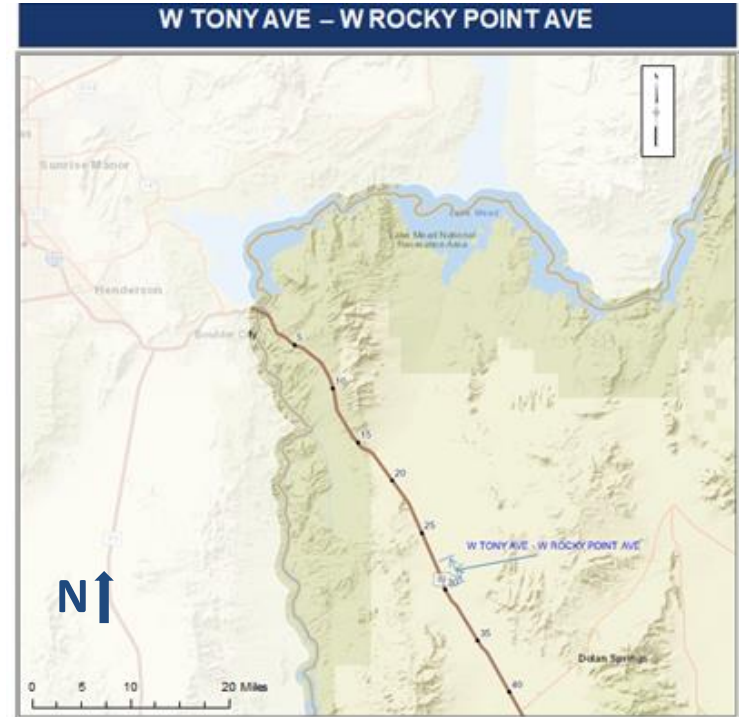 W TONY AVE – W ROCKY POINT AVE
Sunrise Manor
Lake Mead
Lake Mead National
Recreation Area
Henderson
Boulder City
5
10
15
20
25
W TONY AVE - W ROCKY POINT AVE
30
N
35
Dolan Springs
40
0 5 10 20 Miles